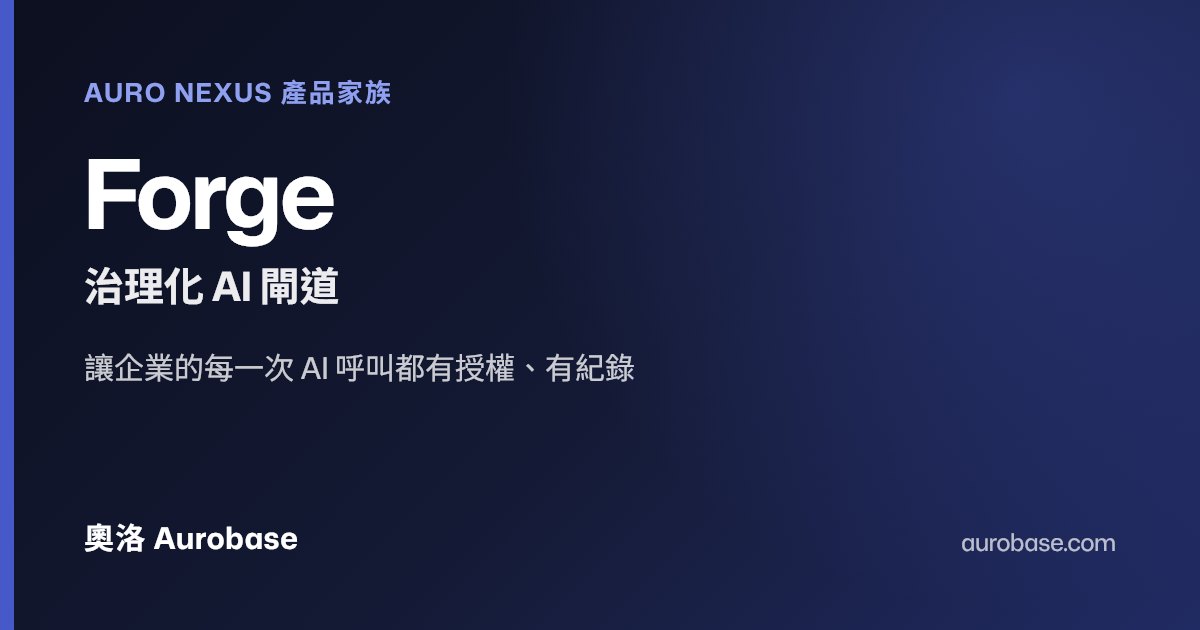 AURO NEXUS 產品家族
Forge
治理化 AI 閘道
讓企業的每一次 AI 呼叫都有授權、有紀錄
奧洛 Aurobase
aurobase.com